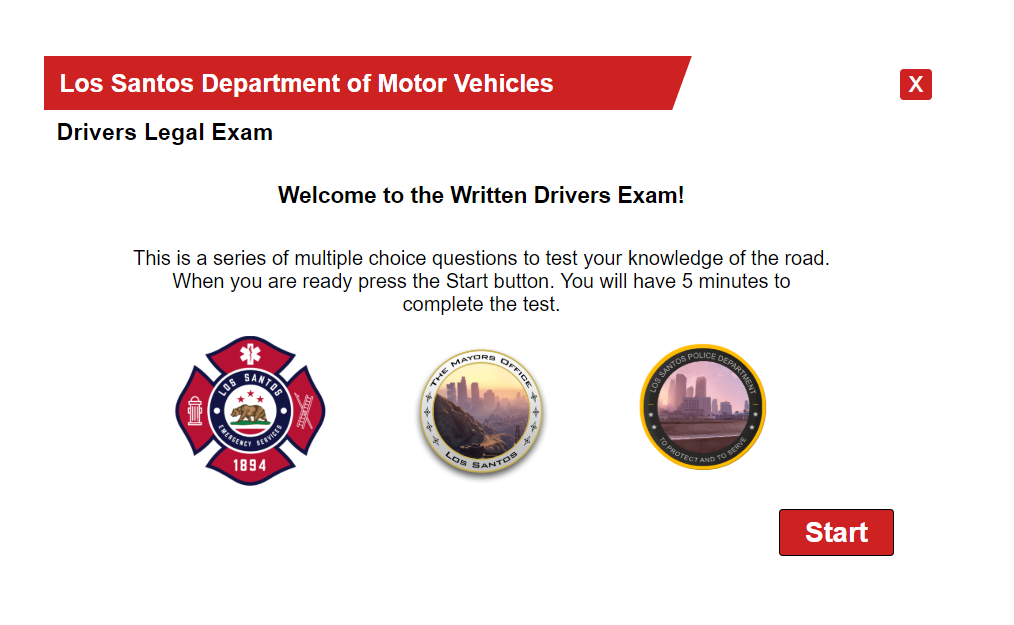 Los Santos Department of Motor Vehicles
X
Drivers Legal Exam
Welcome to the Written Drivers Exam!
This is a series of multiple choice questions to test your knowledge of the road.
When you are ready press the Start button. You will have 5 minutes to
complete the test.
LOS SANTOS
EMERGENCY SERVICES
1894
THE MAYORS OFFICE
LOS SANTOS
LOS SANTOS POLICE DEPARTMENT
TO PROTECT AND TO SERVE
Start